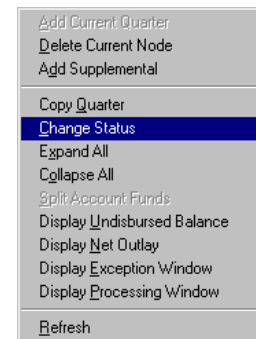 Add Current Quarter
Delete Current Node
Add Supplemental
Copy Quarter
Change Status
Expand All
Collapse All
Split Account Funds
Display Undisbursed Balance
Display Net Outlay
Display Exception Window
Display Processing Window
Refresh